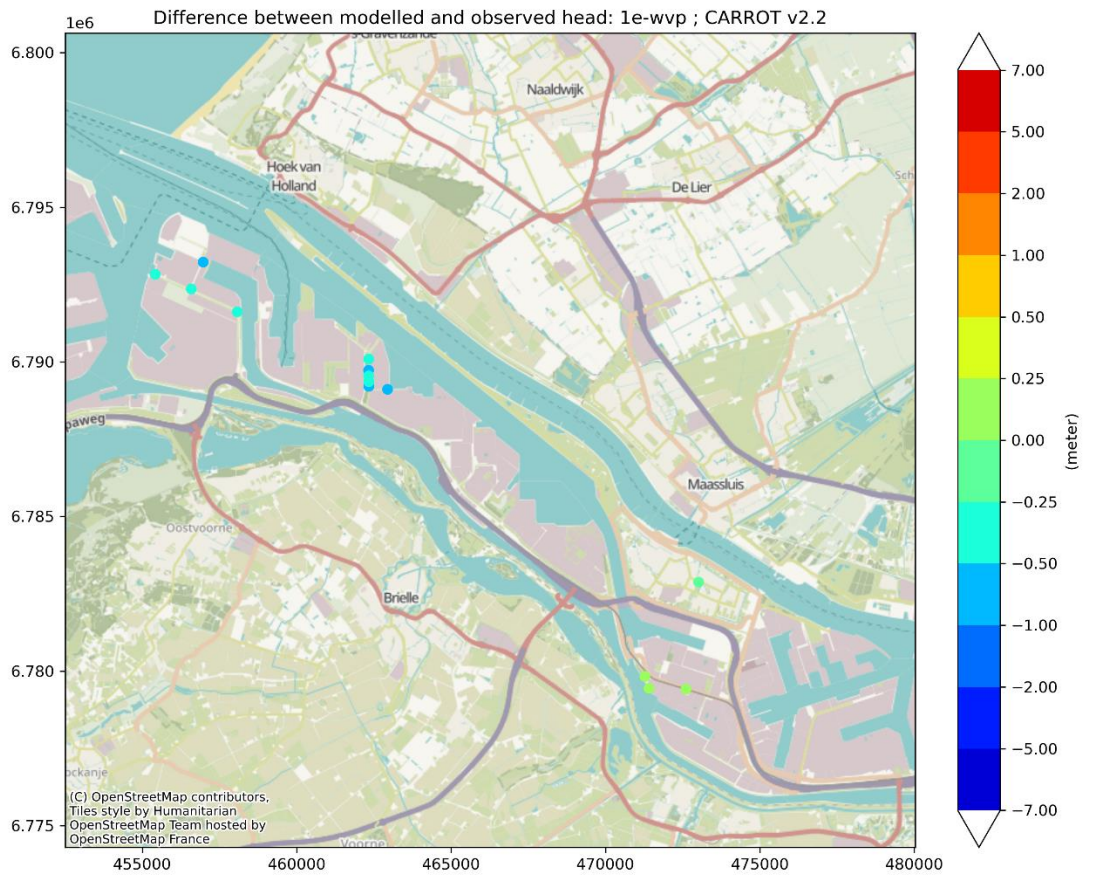 Difference between modelled and observed head: 1e-wvp ; CARROT v2.2
1e6
6.800
6.795
6.790
6.785
6.780
6.775
's-Gravenzande
Naaldwijk
Hoek van
Holland
De Lier
Sch
paweg
Maassluis
Oostvoorne
Brielle
ockanje
Voorne
(C) OpenStreetMap contributors,
Tiles style by Humanitarian
OpenStreetMap Team hosted by
OpenStreetMap France
455000 460000 465000 470000 475000 480000
7.00
5.00
2.00
1.00
0.50
0.25
0.00
−0.25
−0.50
−1.00
−2.00
−5.00
−7.00
(meter)